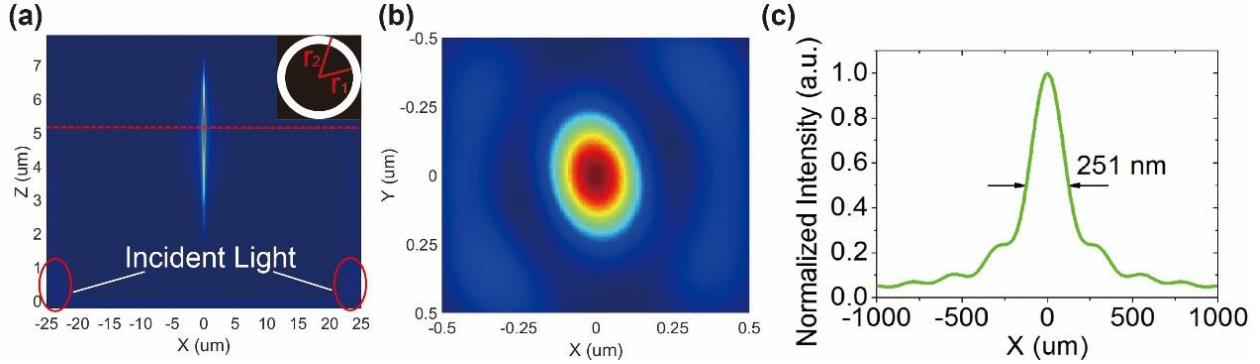 (a)
7
6
5
4
3
2
1
0
Z (um)
r2
r1
Incident Light
-25 -20 -15 -10 -5 0 5 10 15 20 25
X (um)
(b)
-0.5
-0.25
0
0.25
0.5
Y (um)
-0.5 -0.25 0 0.25 0.5
X (um)
(c)
Normalized Intensity (a.u.)
1.0
0.8
0.6
0.4
0.2
0.0
251 nm
-1000 -500 0 500 1000
X (um)